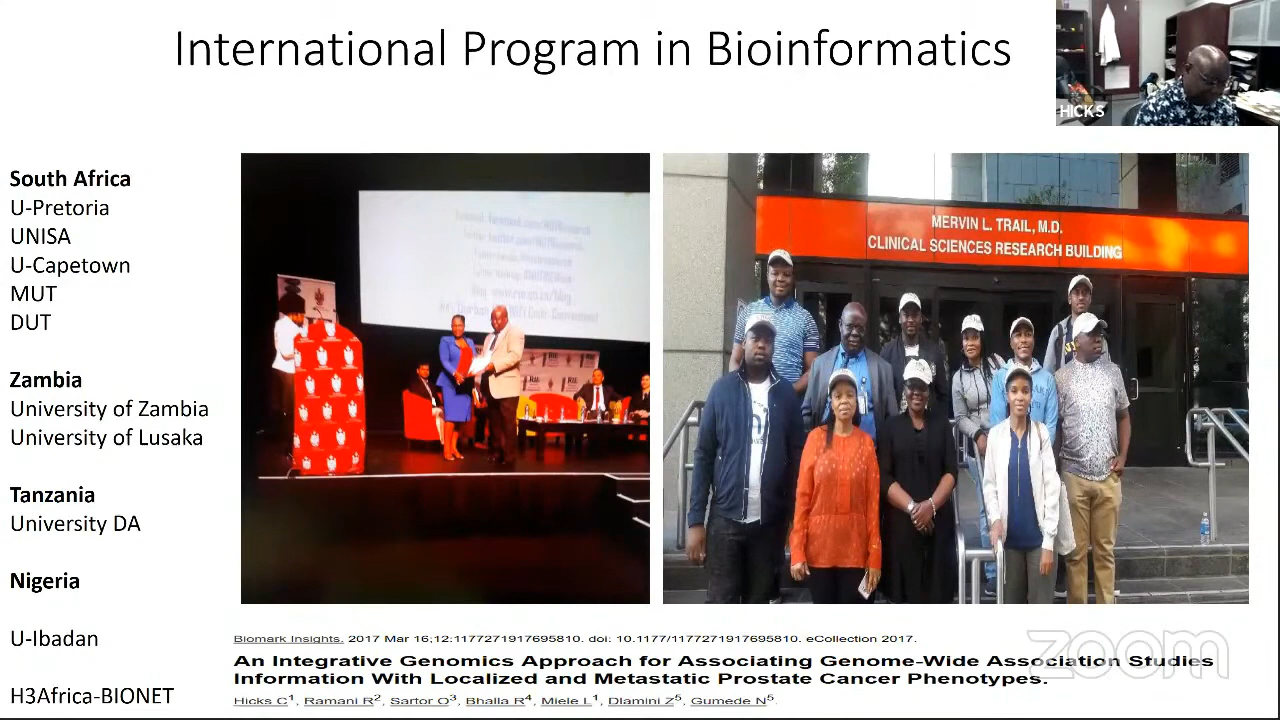 International Program in Bioinformatics
HICKS
South Africa
U-Pretoria
UNISA
U-Capetown
MUT
DUT
Zambia
University of Zambia
University of Lusaka
Tanzania
University DA
Nigeria
U-Ibadan
H3Africa-BIONET
MERVIN L. TRAIL, M.D.
CLINICAL SCIENCES RESEARCH BUILDING
Biomark Insights. 2017 Mar 16;12:1177271917695810. doi: 10.1177/1177271917695810. eCollection 2017.
An Integrative Genomics Approach for Associating Genome-Wide Association Studies
Information With Localized and Metastatic Prostate Cancer Phenotypes.
Hicks C1, Ramani R2, Sartor O3, Bhalla R4, Miele L1, Dlamini Z5, Gumede N5.
zoom